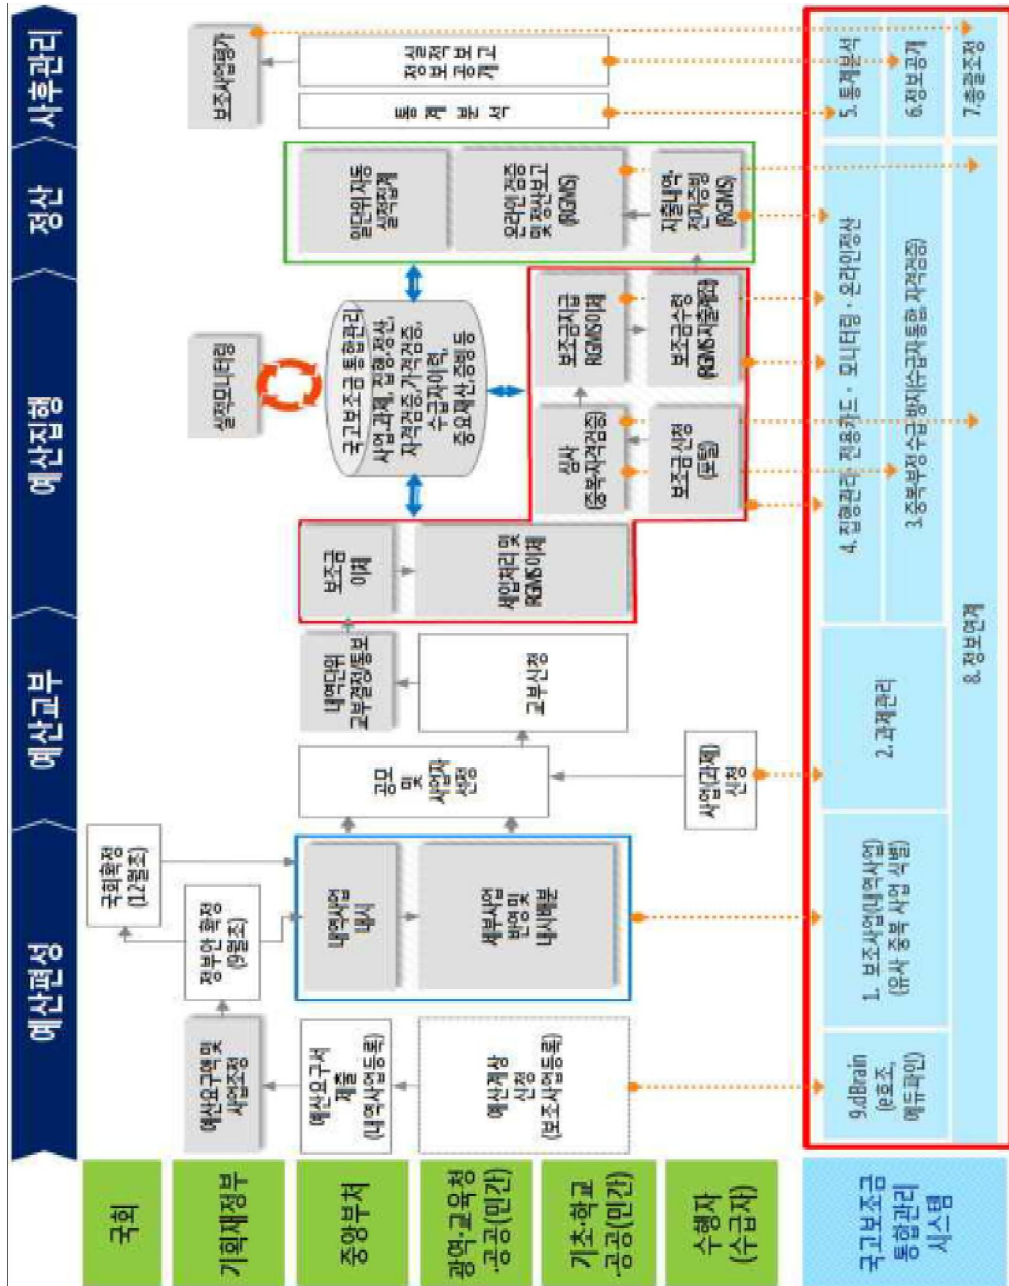 예산편성
예산교부
예산집행
정산
사후관리
국회
국회확정
(12월초)
기획재정부
예산요구액 및
사업조정
정부안 확정
(9월초)
실적모니터링
보조사업평가
중앙부처
예산요구서
제출
(내역사업등록)
내역사업
내시
공모
및
사업자
선정
내역단위
교부결정/통보
보조금
이체
국고보조금 통합관리
사업·과제, 집행·정산,
자격검증,가격검증,
수급자이력,
중요재산,증빙 등
일단위 자동
실적집계
통계분석
실적보고
정보공개
광역·교육청
·공공(민간)
예산계상
신청
(보조사업등록)
세부사업
반영 및
내시배분
교부신청
세입처리 및
RGMS이체
온라인 검증
및 정산보고
(RGMS)
기초·학교
·공공(민간)
심사
(중복·자격검증)
보조금지급
RGMS이체
수행자
(수급자)
사업(과제)
신청
보조금신청
(포털)
보조금수령
(RGMS지출계좌)
지출내역·
전자증빙
(RGMS)
국고보조금
통합관리
시스템
9.dBrain
(e호조,
에듀파인)
1. 보조사업(내역사업)
(유사·중복 사업 식별)
2. 과제관리
4. 집행관리·전용카드·모니터링·온라인정산
3.중복부정 수급 방지(수급자통합 자격검증)
5.통계분석
6.정보공개
7.총괄조정
8. 정보연계